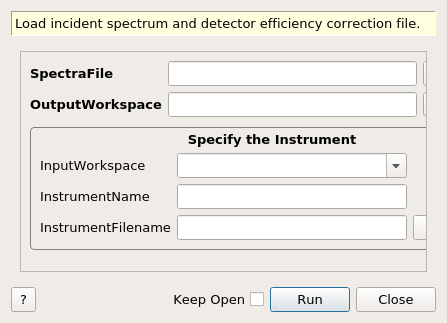 Load incident spectrum and detector efficiency correction file.
SpectraFile
OutputWorkspace
Specify the Instrument
InputWorkspace
InstrumentName
InstrumentFilename
? Keep Open Run Close